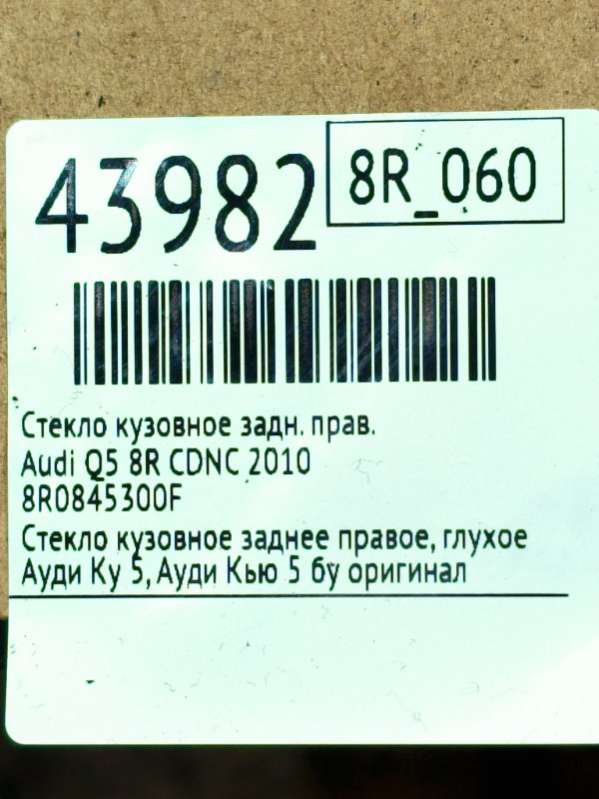 43982
8R_060
Стекло кузовное задн. прав.
Audi Q5 8R CDNC 2010
8R0845300F
Стекло кузовное заднее правое, глухое
Ауди Ку 5, Ауди Кью 5 бу оригинал